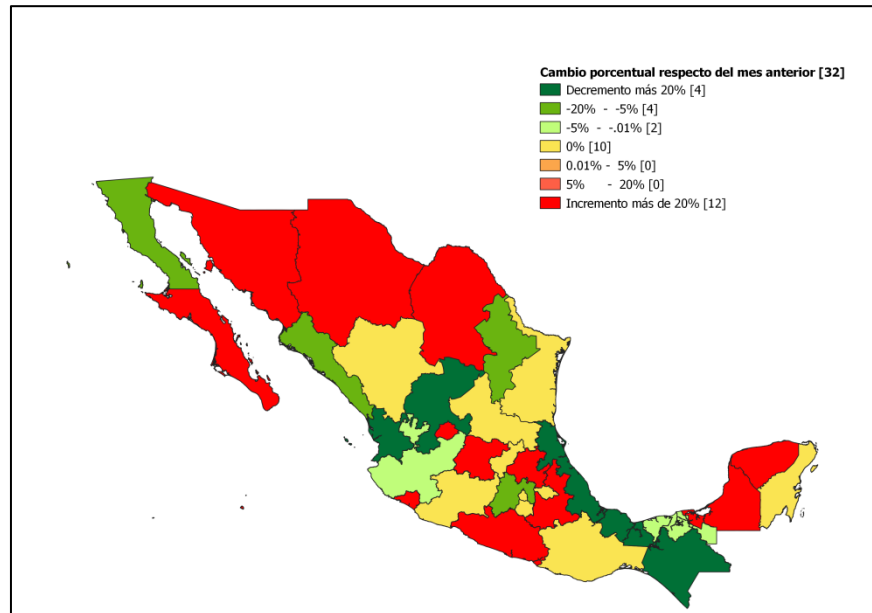 Cambio porcentual respecto del mes anterior [32]
Decremento más 20% [4]
-20% - -5% [4]
-5% - -.01% [2]
0% [10]
0.01% - 5% [0]
5% - 20% [0]
Incremento más de 20% [12]